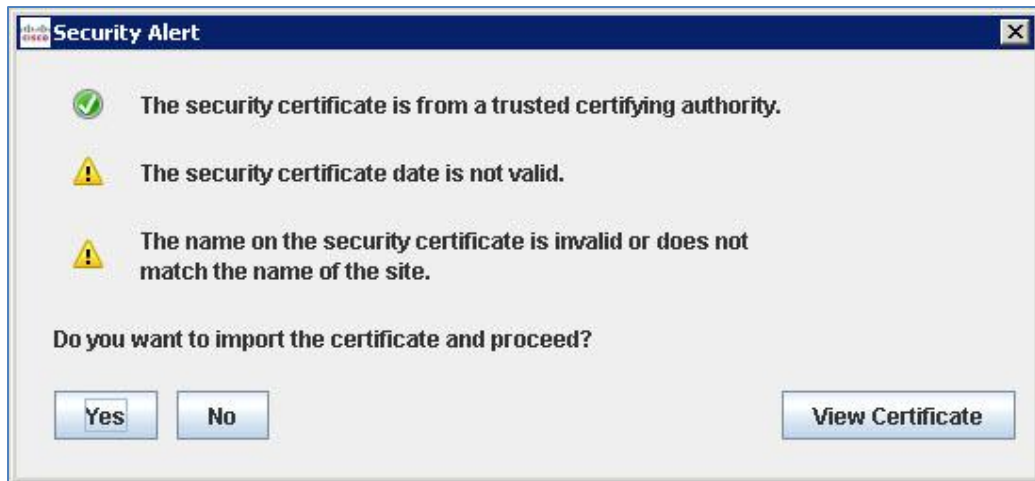 cisco Security Alert
The security certificate is from a trusted certifying authority.
The security certificate date is not valid.
The name on the security certificate is invalid or does not
match the name of the site.
Do you want to import the certificate and proceed?
Yes No View Certificate